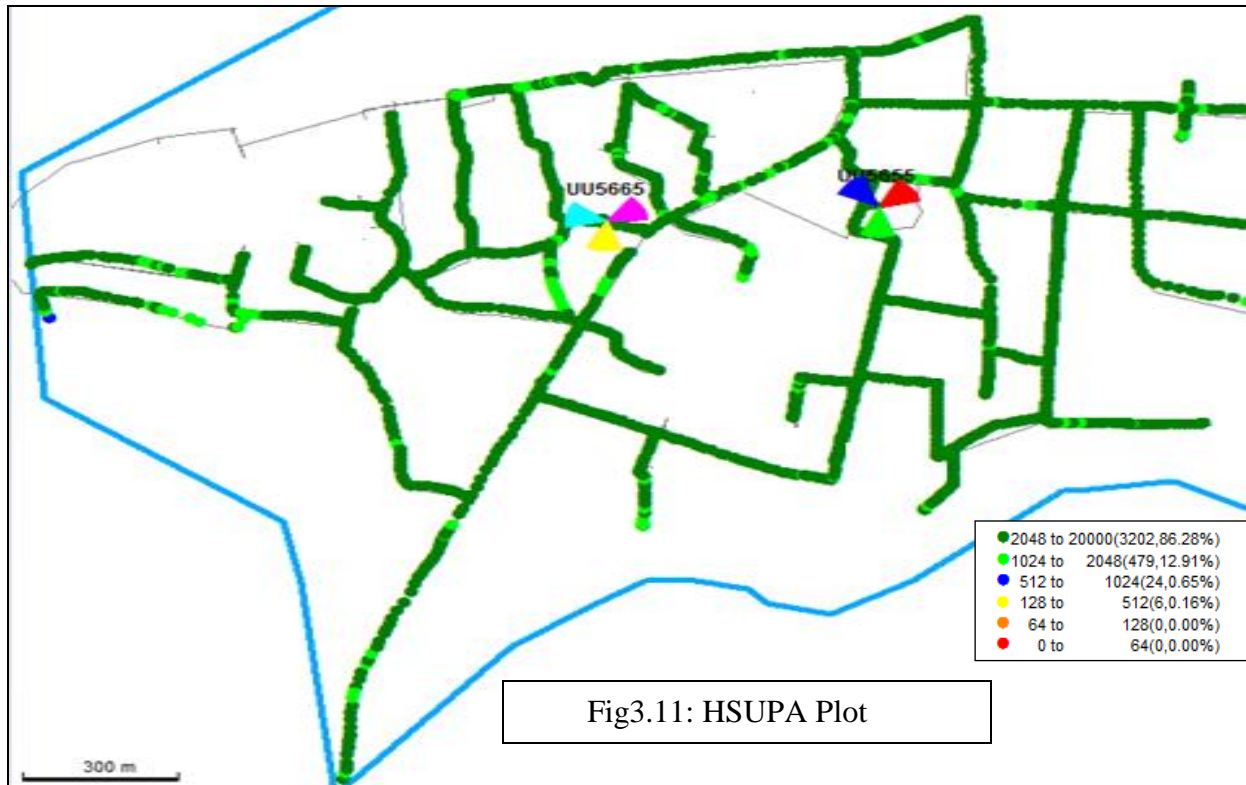 UU5665
UU5655
2048 to 20000(3202,86.28%)
1024 to 2048(479,12.91%)
512 to 1024(24,0.65%)
128 to 512(6,0.16%)
64 to 128(0,0.00%)
0 to 64(0,0.00%)
Fig3.11: HSUPA Plot
300 m